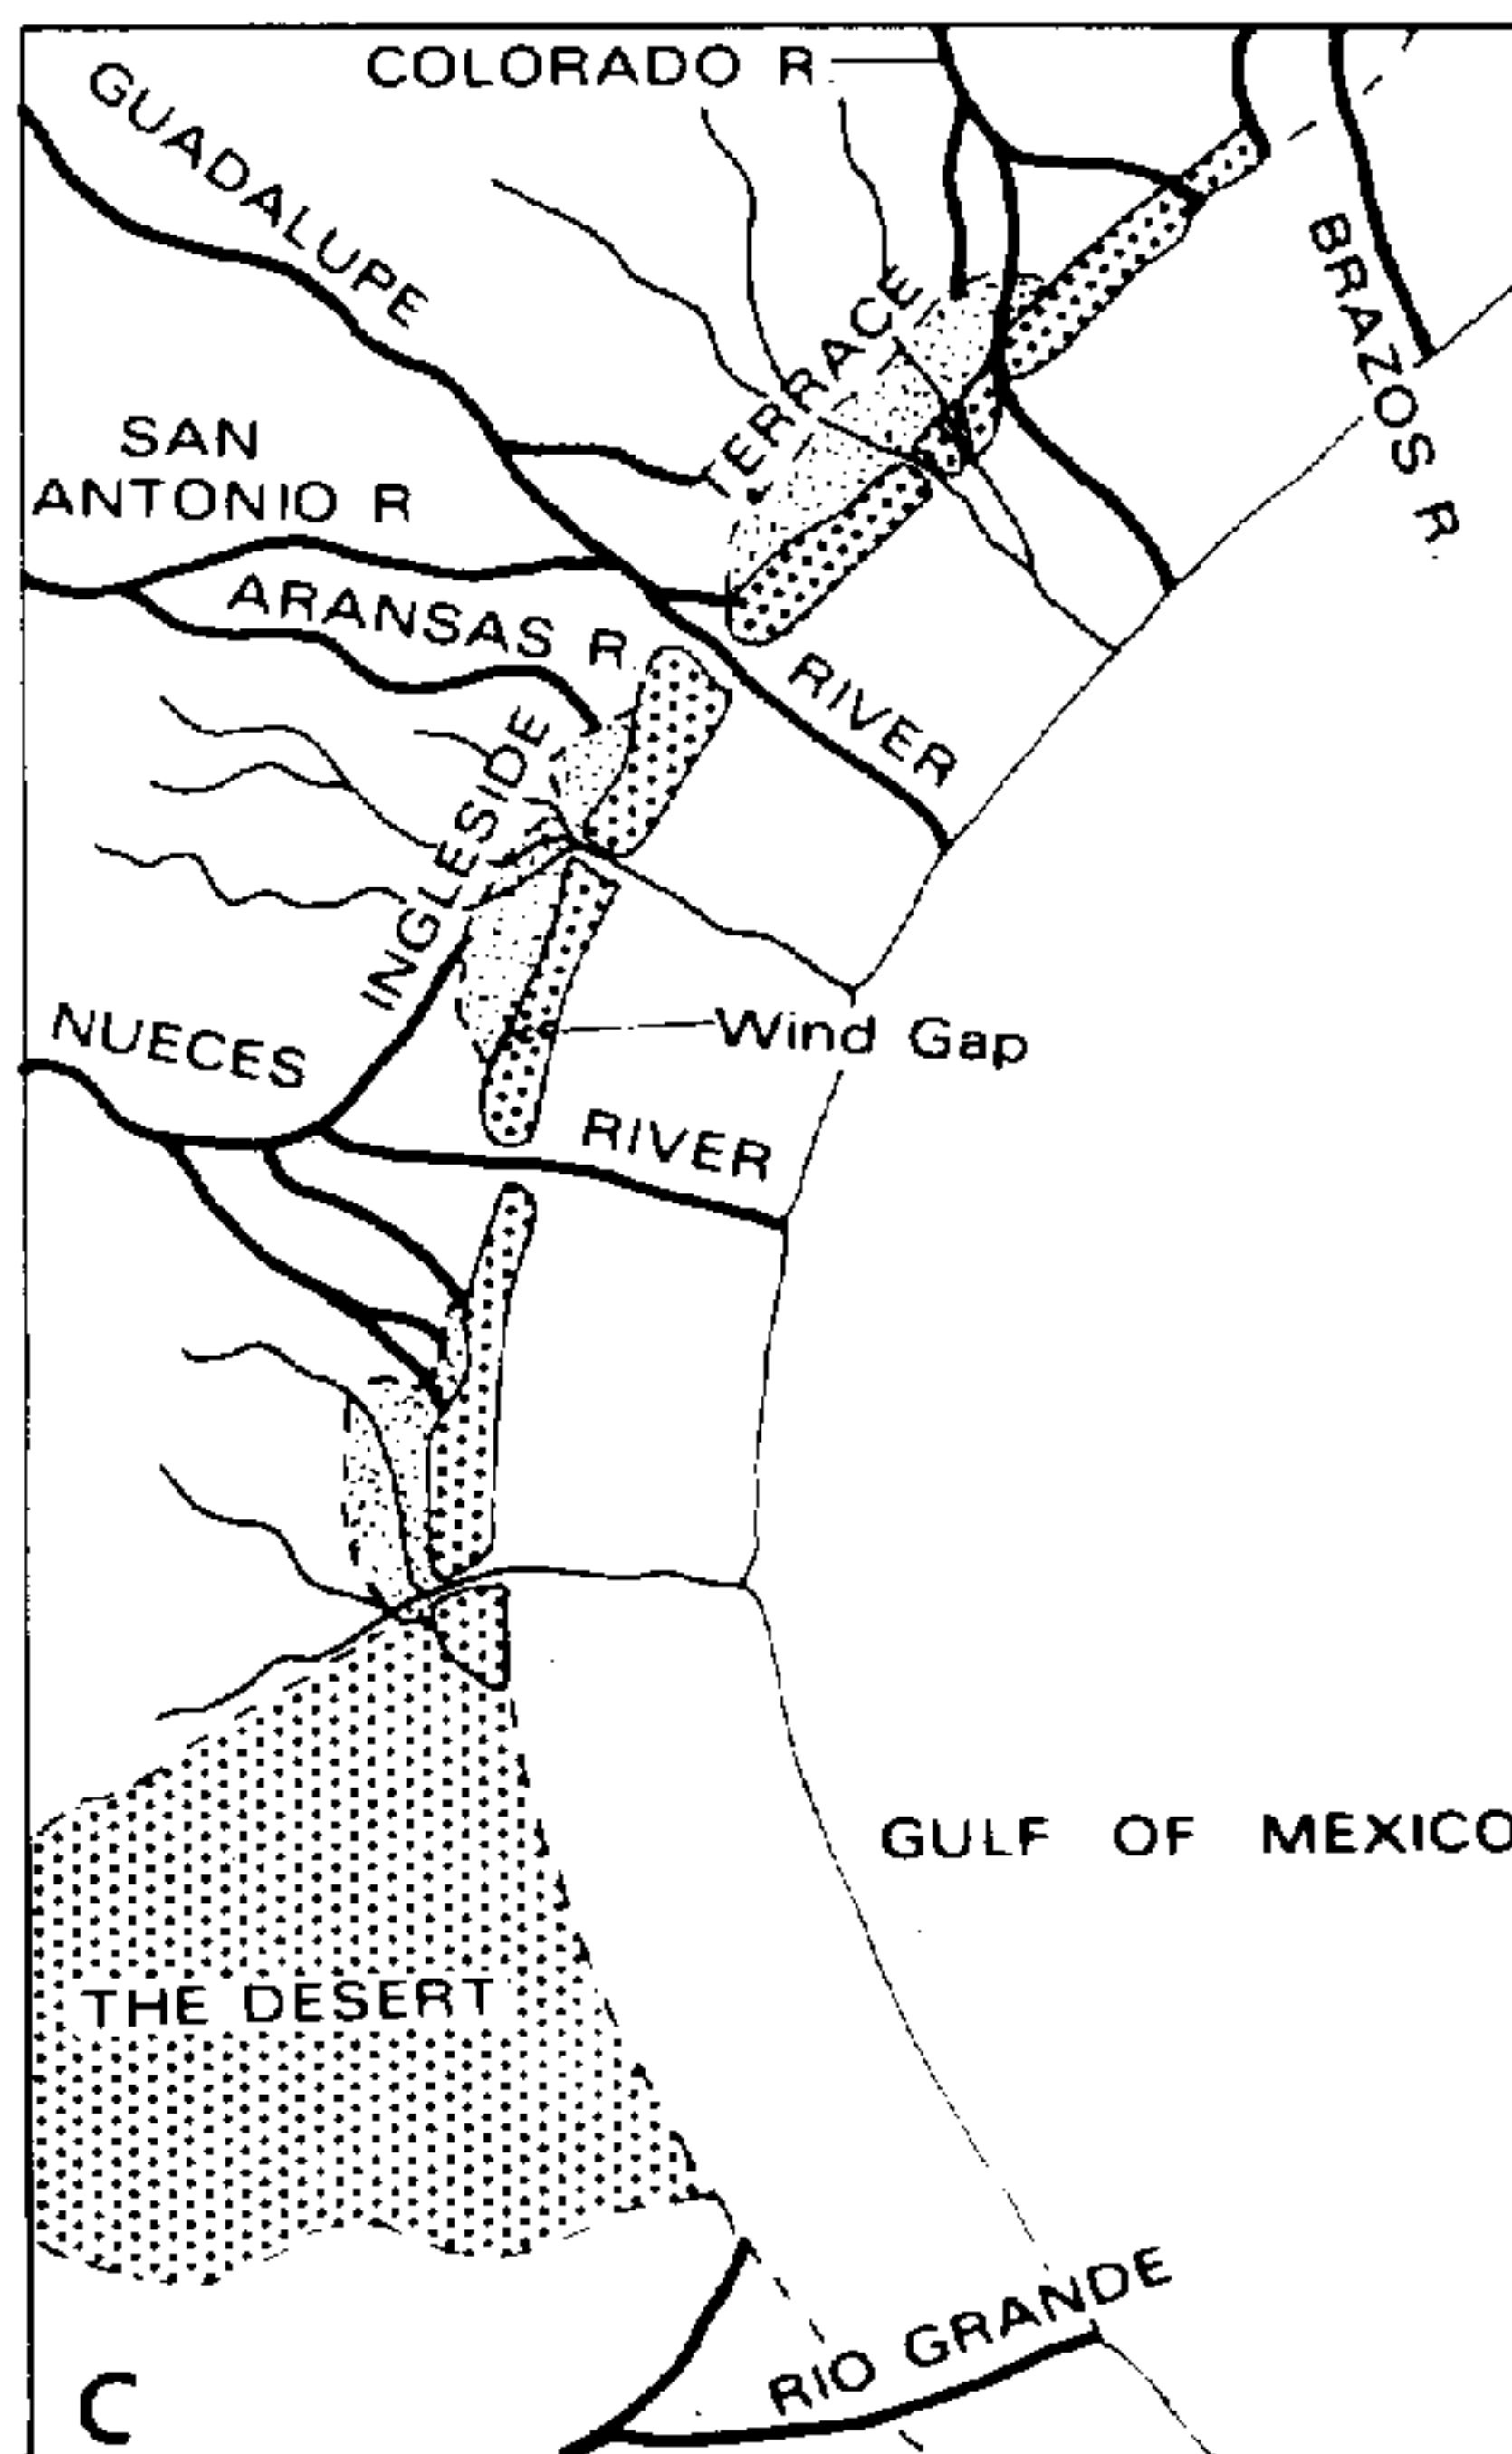 COLORADO R
GUADALUPE
RIVER
BRAZOS R
TERRACE
SAN
ANTONIO R
ARANSAS R
INGLESIDE
NUECES
RIVER
Wind Gap
GULF OF MEXICO
THE DESERT
RIO GRANDE
C